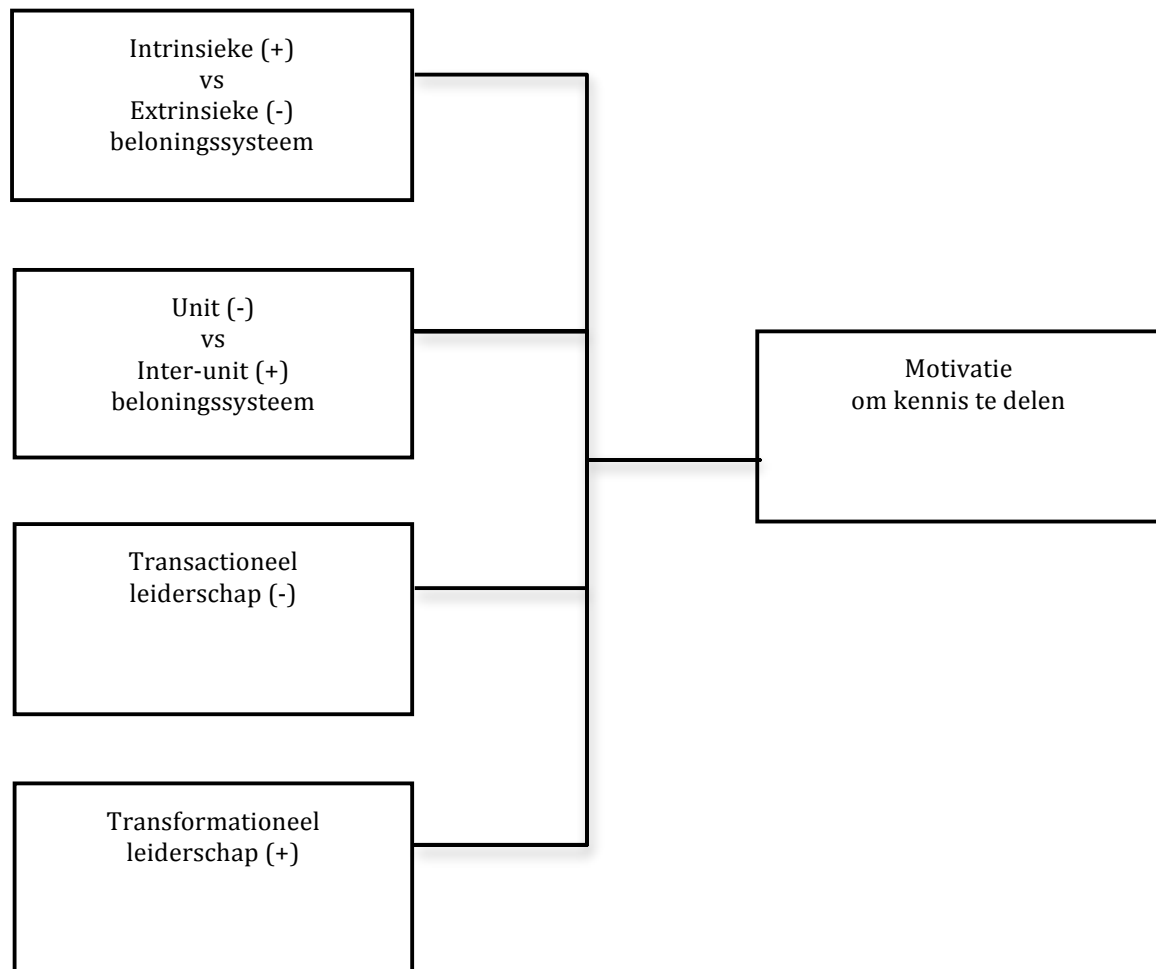 Intrinsieke (+)
vs
Extrinsieke (-)
beloningssysteem
Unit (-)
vs
Inter-unit (+)
beloningssysteem
Motivatie
om kennis te delen
Transactioneel
leiderschap (-)
Transformationeel
leiderschap (+)